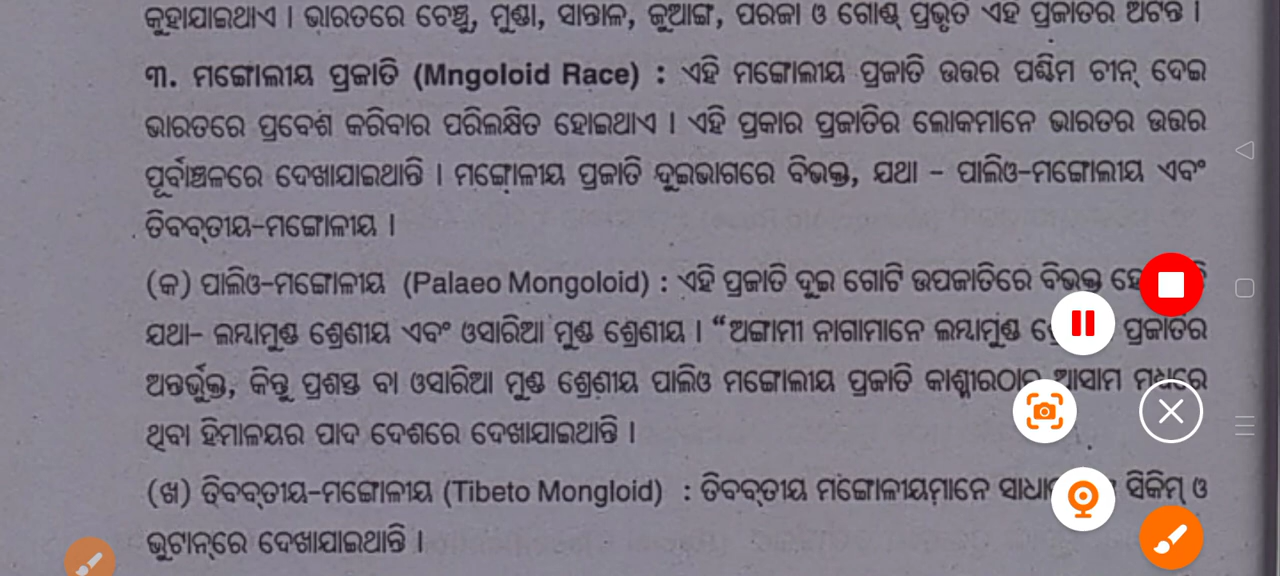 କୁହାଯାଇଥାଏ । ଭାରତରେ ଚେଞ୍ଚୁ, ମୁଣ୍ଡା, ସାନ୍ତାଳ, ଜୁଆଙ୍ଗ, ପରଜା ଓ ଗୋଣ୍ଡ୍ ପ୍ରଭୃତି ଏହି ପ୍ରଜାତିର ଅଟନ୍ତି ।
୩. ମଙ୍ଗୋଲୀୟ ପ୍ରଜାତି (Mngoloid Race) : ଏହି ମଙ୍ଗୋଲୀୟ ପ୍ରଜାତି ଉତ୍ତର ପଶ୍ଚିମ ଚୀନ୍ ଦେଇ
ଭାରତରେ ପ୍ରବେଶ କରିବାର ପରିଲକ୍ଷିତ ହୋଇଥାଏ । ଏହି ପ୍ରକାର ପ୍ରଜାତିର ଲୋକମାନେ ଭାରତର ଉତ୍ତର
ପୂର୍ବାଞ୍ଚଳରେ ଦେଖାଯାଇଥାନ୍ତି । ମଙ୍ଗୋଳୀୟ ପ୍ରଜାତି ଦୁଇଭାଗରେ ବିଭକ୍ତ, ଯଥା - ପାଲିଓ-ମଙ୍ଗୋଲୀୟ ଏବଂ
ତିବବ୍ତୀୟ-ମଙ୍ଗୋଳୀୟ ।
(କ) ପାଲିଓ-ମଙ୍ଗୋଳୀୟ (Palaeo Mongoloid) : ଏହି ପ୍ରଜାତି ଦୁଇ ଗୋଟି ଉପଜାତିରେ ବିଭକ୍ତ
ଯଥା- ଲମ୍ବାମୁଣ୍ଡ ଶ୍ରେଣୀୟ ଏବଂ ଓସାରିଆ ମୁଣ୍ଡ ଶ୍ରେଣୀୟ । “ଅଙ୍ଗାମୀ ନାଗାମାନେ ଲମ୍ବାମୁଣ୍ଡ ପ୍ରଜାତିର
ଅନ୍ତର୍ଭୁକ୍ତ, କିନ୍ତୁ ପ୍ରଶସ୍ତ ବା ଓସାରିଆ ମୁଣ୍ଡ ଶ୍ରେଣୀୟ ପାଲିଓ ମଙ୍ଗୋଲୀୟ ପ୍ରଜାତି କାଶ୍ମୀରଠାରୁ ଆସାମ ମଧ୍ୟରେ
ଥିବା ହିମାଳୟର ପାଦ ଦେଶରେ ଦେଖାଯାଇଥାନ୍ତି ।
(ଖ) ତିବବ୍ତୀୟ-ମଙ୍ଗୋଳୀୟ (Tibeto Mongloid) : ତିବବ୍ତୀୟ ମଙ୍ଗୋଳୀୟମାନେ ସିକିମ୍ ଓ
ଭୁଟାନ୍‌ରେ ଦେଖାଯାଇଥାନ୍ତି ।